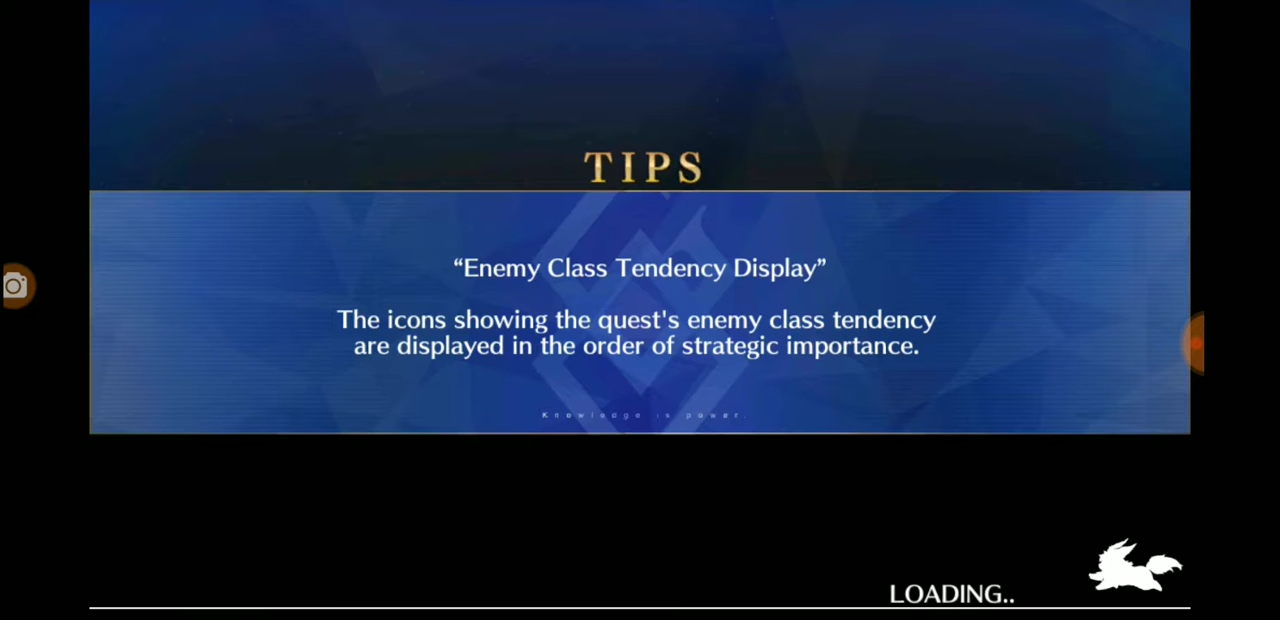 TIPS
“Enemy Class Tendency Display”
The icons showing the quest's enemy class tendency
are displayed in the order of strategic importance.
Knowledge is power.
LOADING..